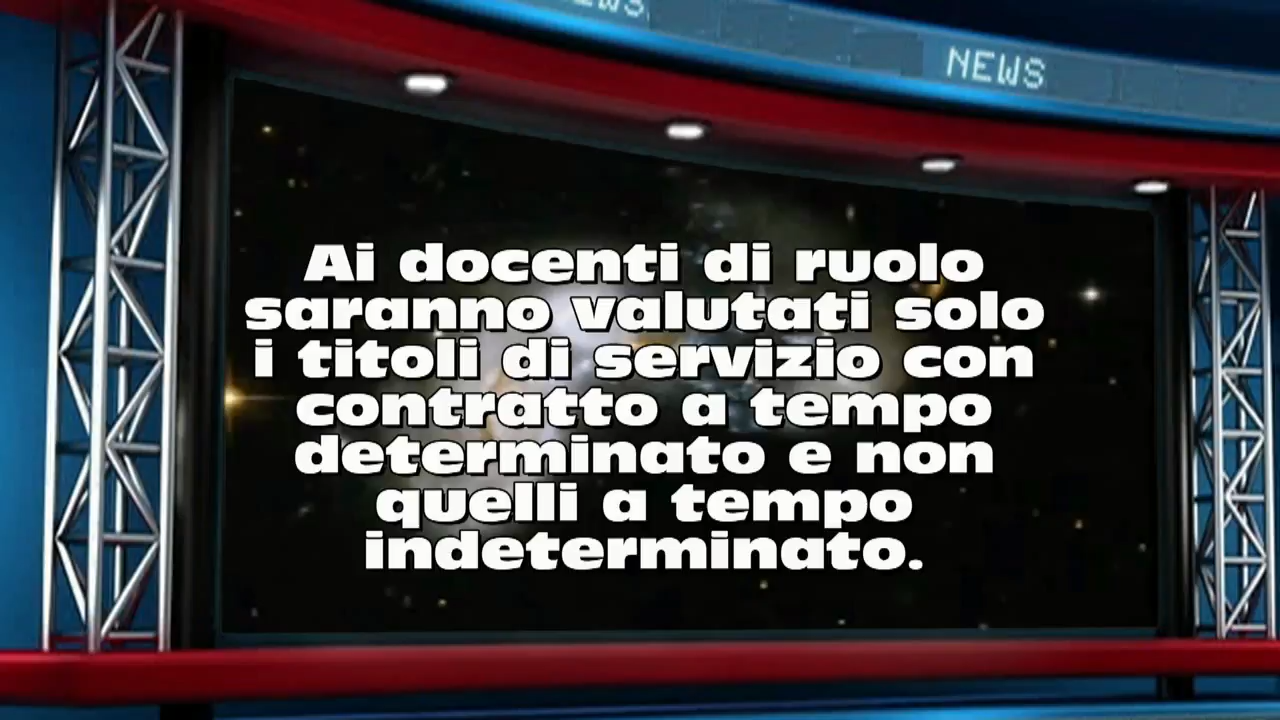 NEWS
Ai docenti di ruolo
saranno valutati solo
i titoli di servizio con
contratto a tempo
determinato e non
quelli a tempo
indeterminato.